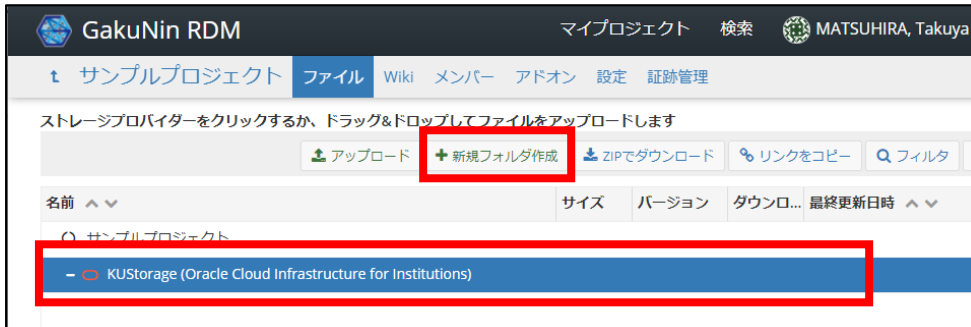 GakuNin RDM マイプロジェクト 検索 MATSUHIRA, Takuya
サンプルプロジェクト ファイル Wiki メンバー アドオン 設定 証跡管理
ストレージプロバイダーをクリックするか、ドラッグ&ドロップしてファイルをアップロードします
アップロード + 新規フォルダ作成 ZIPでダウンロード リンクをコピー フィルタ
名前 サイズ バージョン ダウンロ... 最終更新日時
サンプルプロジェクト
KUStorage (Oracle Cloud Infrastructure for Institutions)